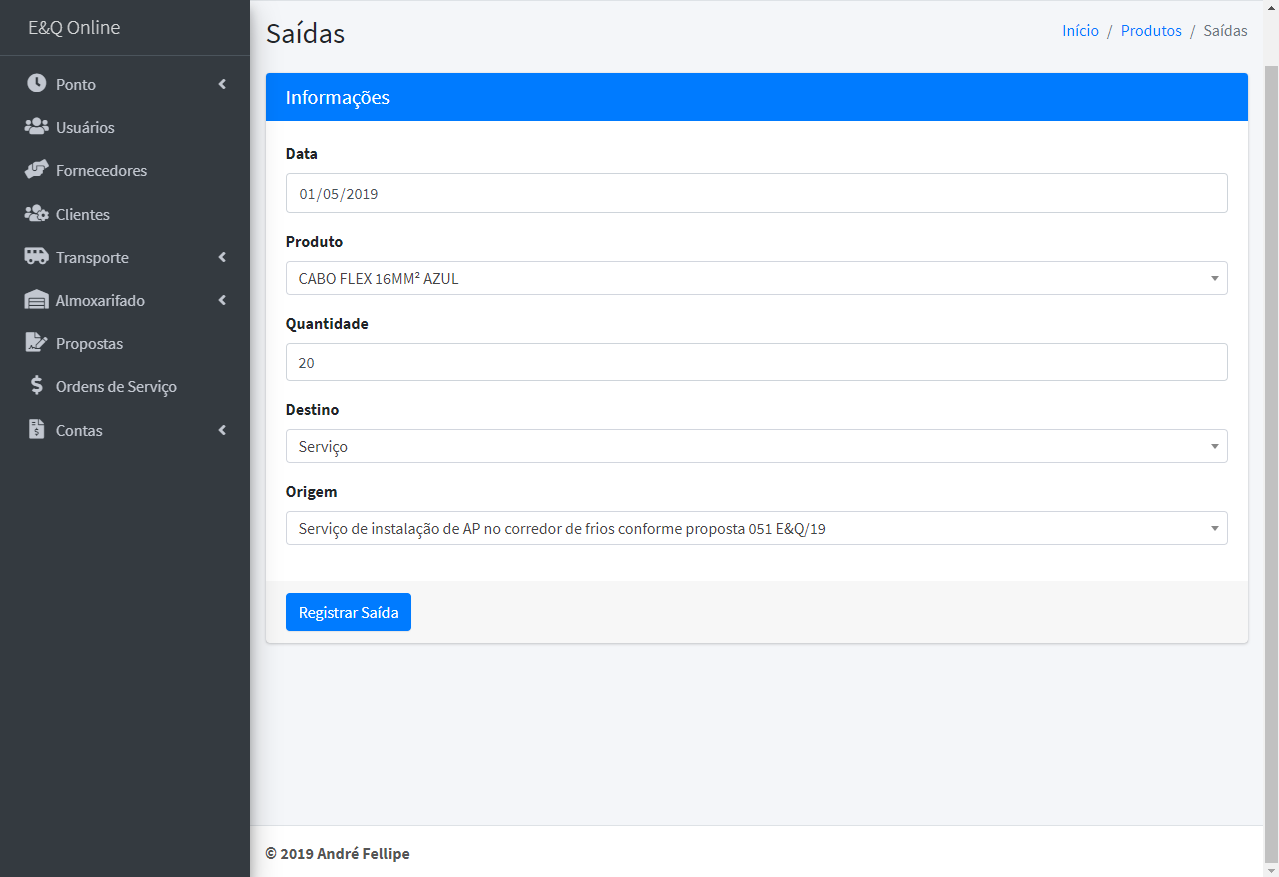 E&Q Online
Ponto
Usuários
Fornecedores
Clientes
Transporte
Almoxarifado
Propostas
Ordens de Serviço
Contas
Saídas
Início / Produtos / Saídas
Informações
Data
01/05/2019
Produto
CABO FLEX 16MM² AZUL
Quantidade
20
Destino
Serviço
Origem
Serviço de instalação de AP no corredor de frios conforme proposta 051 E&Q/19
Registrar Saída
© 2019 André Fellipe